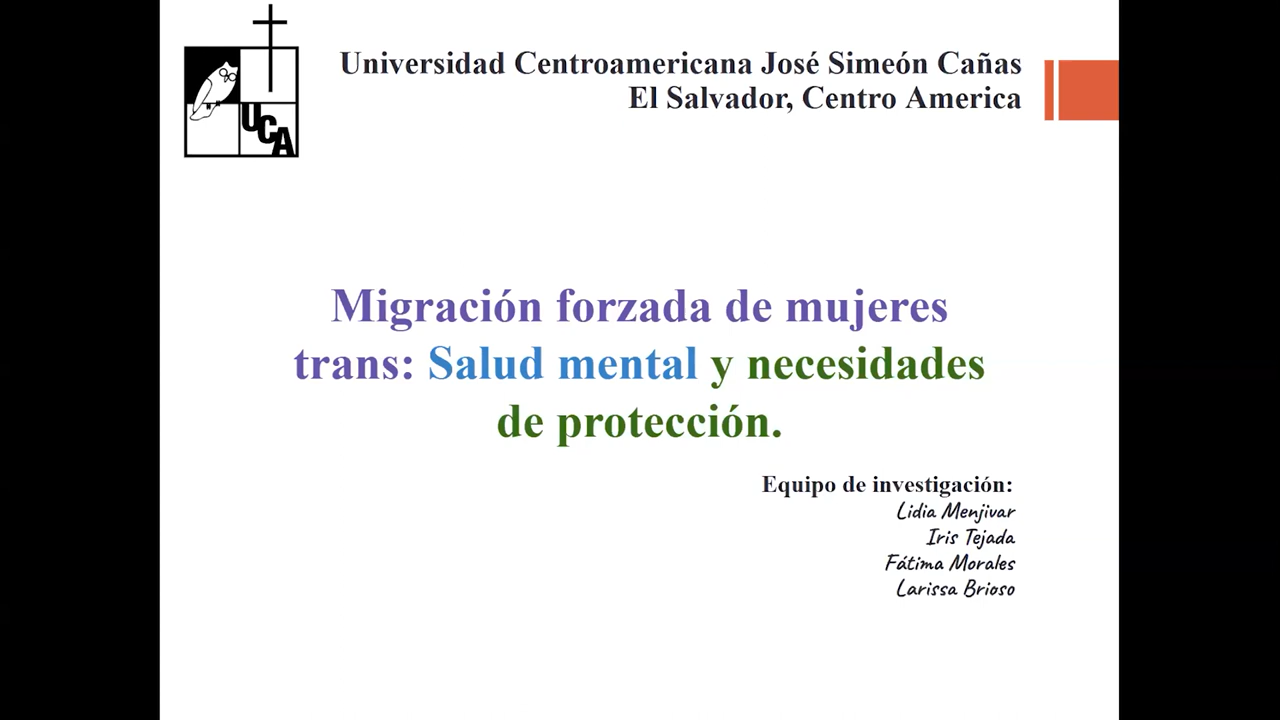 UCA
Universidad Centroamericana José Simeón Cañas
El Salvador, Centro America
Migración forzada de mujeres
trans: Salud mental y necesidades
de protección.
Equipo de investigación:
Lidia Menjivar
Iris Tejada
Fátima Morales
Larissa Brioso